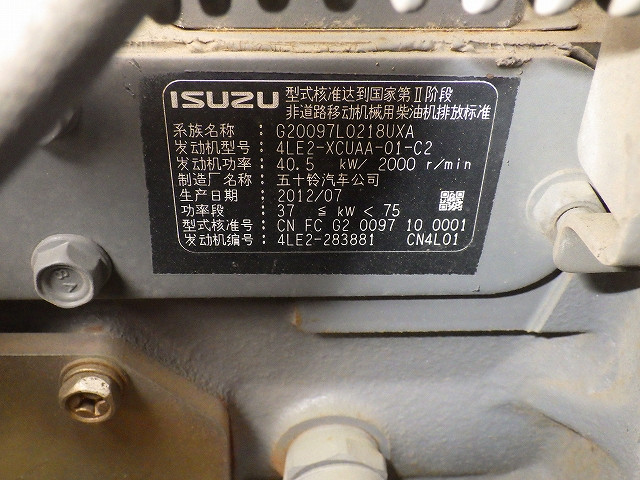 ISUZU 型式核准达到国家第Ⅱ阶段
非道路移动机械用柴油机排放标准
系族名称： G20097L0218UXA
发动机型号： 4LE2-XCUAA-01-C2
发动机功率： 40.5 kW/ 2000 r/min
制造厂名称： 五十铃汽车公司
生产日期： 2012/07
功率段： 37 ≦ kW < 75
型式核准号： CN FC G2 0097 10 0001
发动机编号： 4LE2-283881 CN4L01